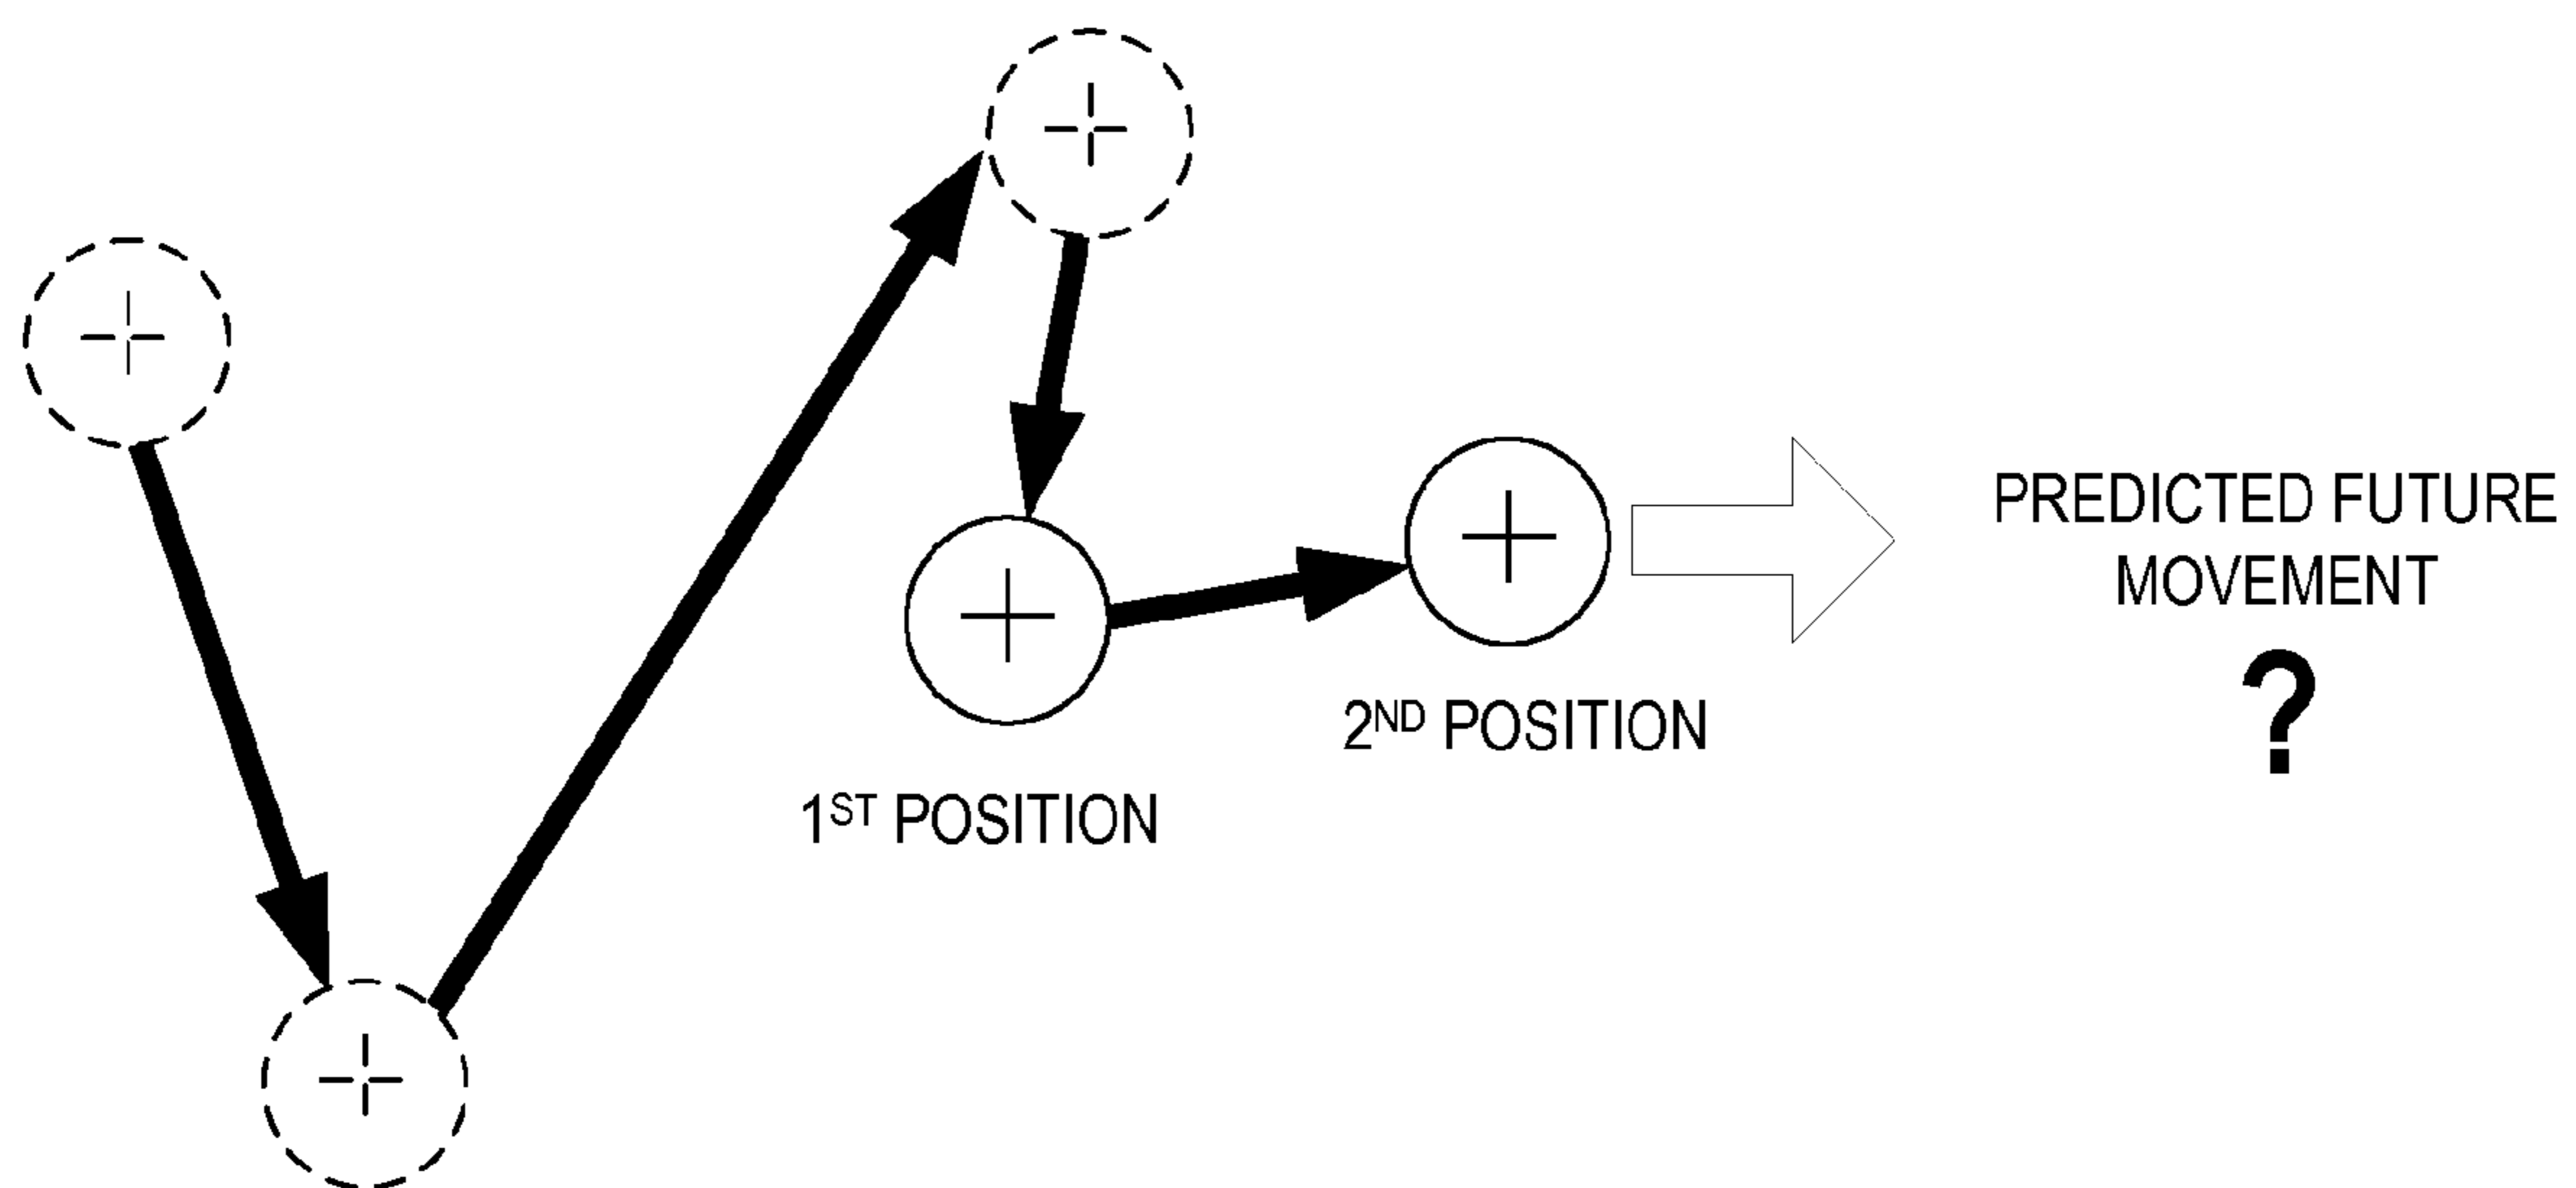 PREDICTED FUTURE
MOVEMENT
?
2ND POSITION
1ST POSITION